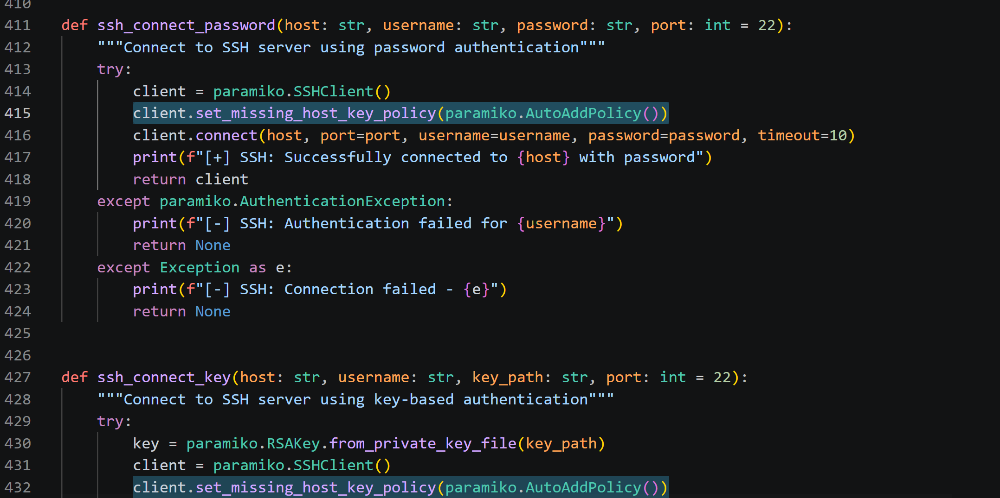 410
411 def ssh_connect_password(host: str, username: str, password: str, port: int = 22):
412     """Connect to SSH server using password authentication"""
413     try:
414         client = paramiko.SSHClient()
415         client.set_missing_host_key_policy(paramiko.AutoAddPolicy())
416         client.connect(host, port=port, username=username, password=password, timeout=10)
417         print(f"[+] SSH: Successfully connected to {host} with password")
418         return client
419     except paramiko.AuthenticationException:
420         print(f"[-] SSH: Authentication failed for {username}")
421         return None
422     except Exception as e:
423         print(f"[-] SSH: Connection failed - {e}")
424         return None
425
426
427 def ssh_connect_key(host: str, username: str, key_path: str, port: int = 22):
428     """Connect to SSH server using key-based authentication"""
429     try:
430         key = paramiko.RSAKey.from_private_key_file(key_path)
431         client = paramiko.SSHClient()
432         client.set_missing_host_key_policy(paramiko.AutoAddPolicy())